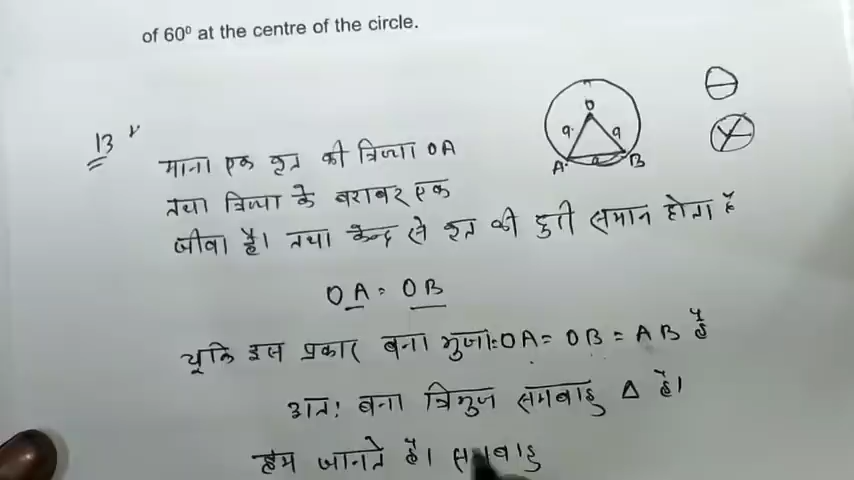 of 60° at the centre of the circle.
13
माना एक वृत की त्रिज्या OA
तथा त्रिज्या के बराबर एक
जीवा है। तथा केन्द्र से वृत की दुरी समान होता है
OA = OB
चूकि इस प्रकार बना भुजा: OA = OB = AB है
अत: बना त्रिभुज समबाहु Δ है।
हम जानते है। समबाहु
O
a a
A a B